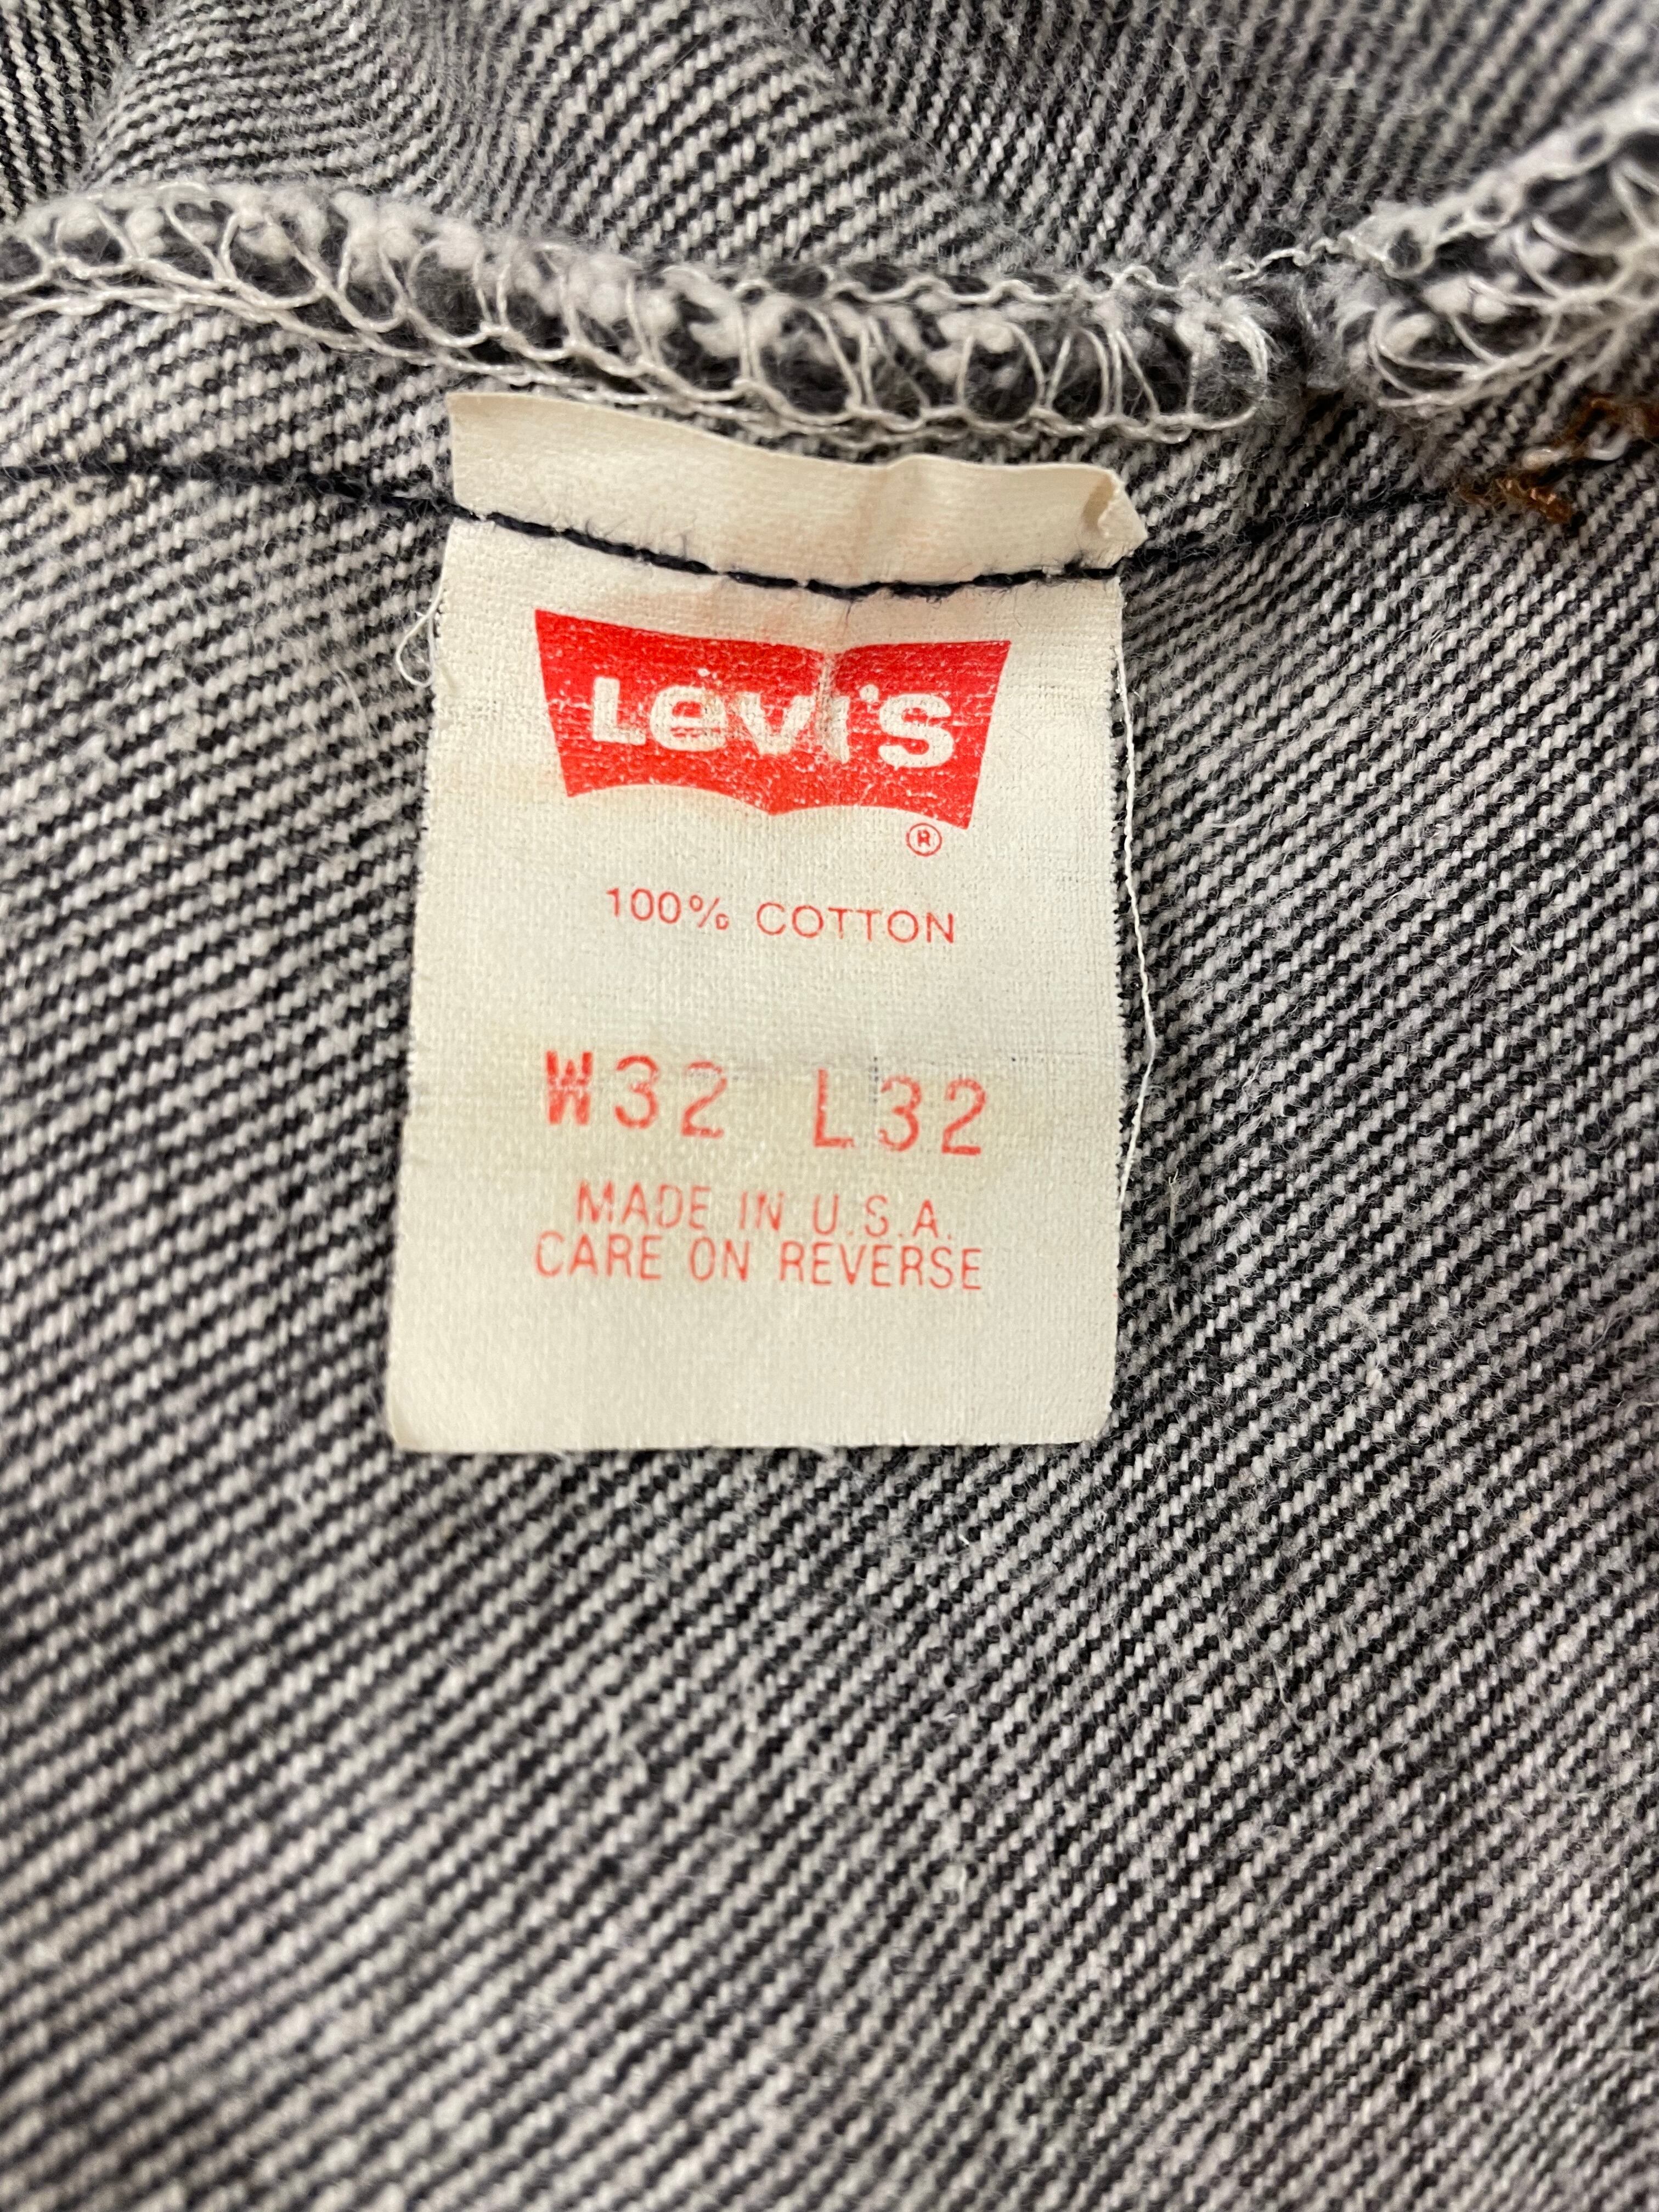 Levi's
®
100% COTTON
W32 L32
MADE IN U.S.A.
CARE ON REVERSE